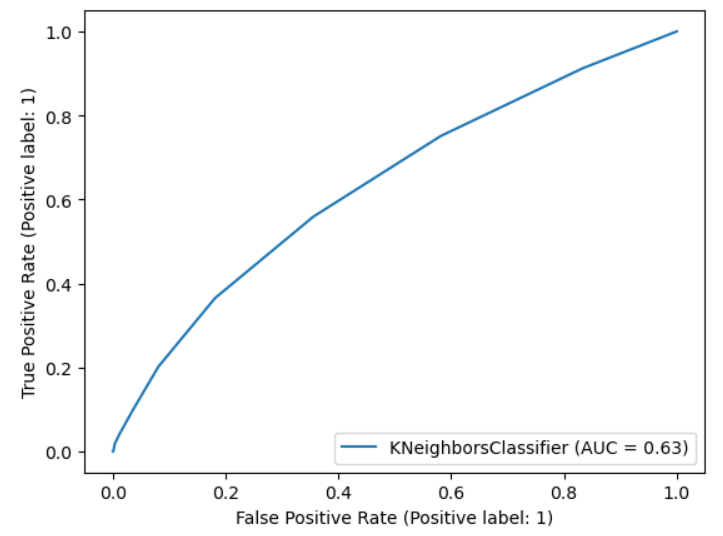 1.0
0.8
0.6
0.4
0.2
0.0
True Positive Rate (Positive label: 1)
KNeighborsClassifier (AUC = 0.63)
0.0 0.2 0.4 0.6 0.8 1.0
False Positive Rate (Positive label: 1)